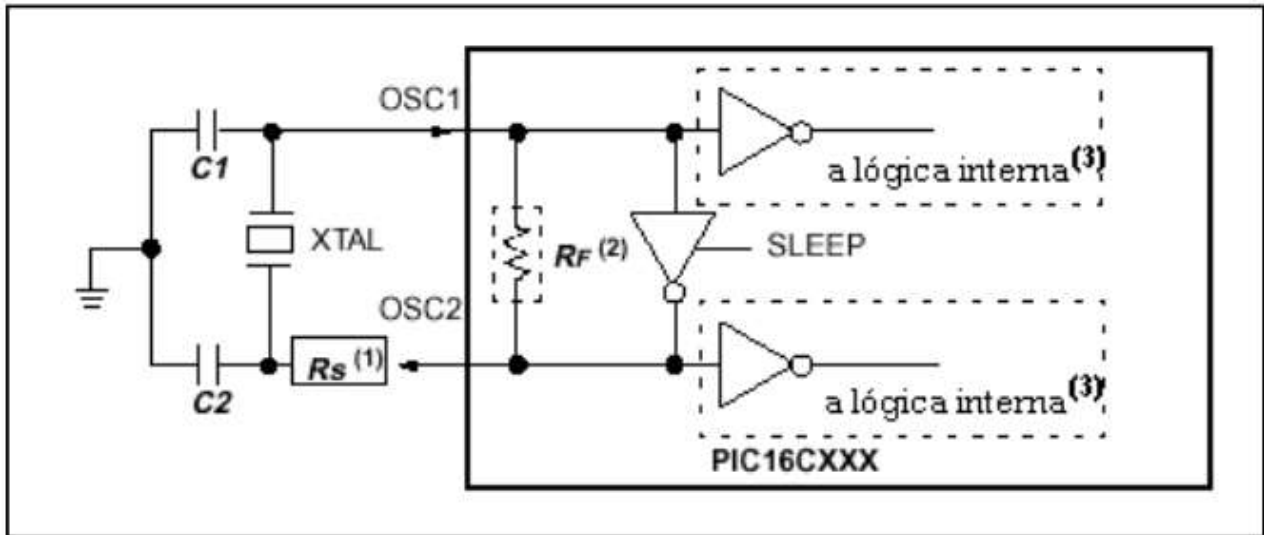 OSC1
C1
a lógica interna(3)
XTAL
RF (2)
SLEEP
OSC2
Rs (1)
C2
a lógica interna(3)
PIC16CXXX